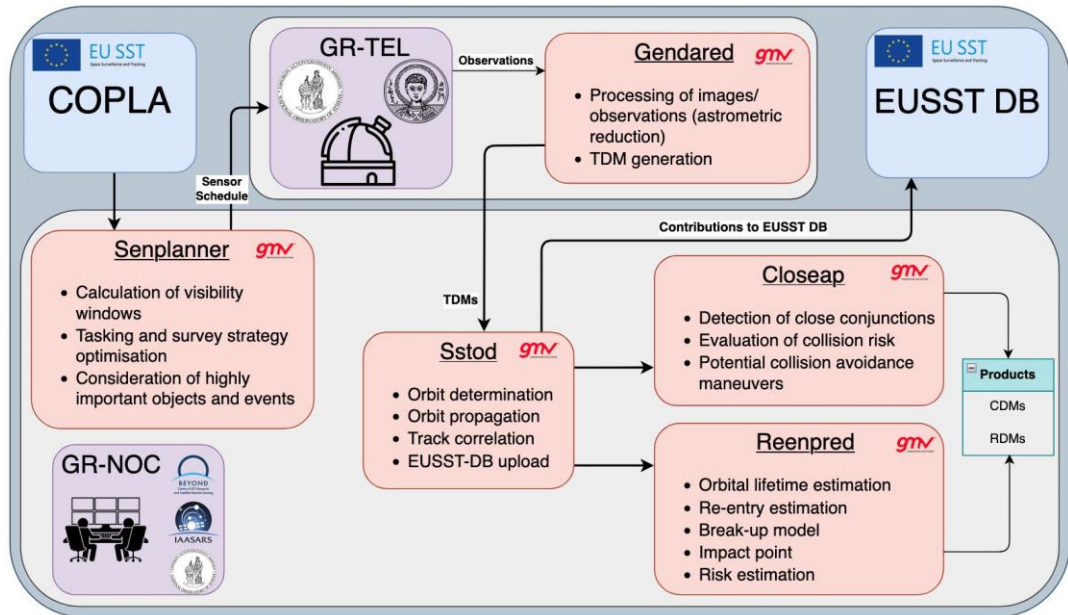 EU SST
Space Surveillance and Tracking
COPLA
GR-TEL
Observations
Gendared
gmv
• Processing of images/
observations (astrometric
reduction)
• TDM generation
EU SST
Space Surveillance and Tracking
EUSST DB
Sensor
Schedule
Senplanner
gmv
• Calculation of visibility
windows
• Tasking and survey strategy
optimisation
• Consideration of highly
important objects and events
TDMs
Contributions to EUSST DB
Sstod
gmv
• Orbit determination
• Orbit propagation
• Track correlation
• EUSST-DB upload
Closeap
gmv
• Detection of close conjunctions
• Evaluation of collision risk
• Potential collision avoidance
maneuvers
Products
CDMs
RDMs
Reenpred
gmv
• Orbital lifetime estimation
• Re-entry estimation
• Break-up model
• Impact point
• Risk estimation
GR-NOC
BEYOND
IAASARS